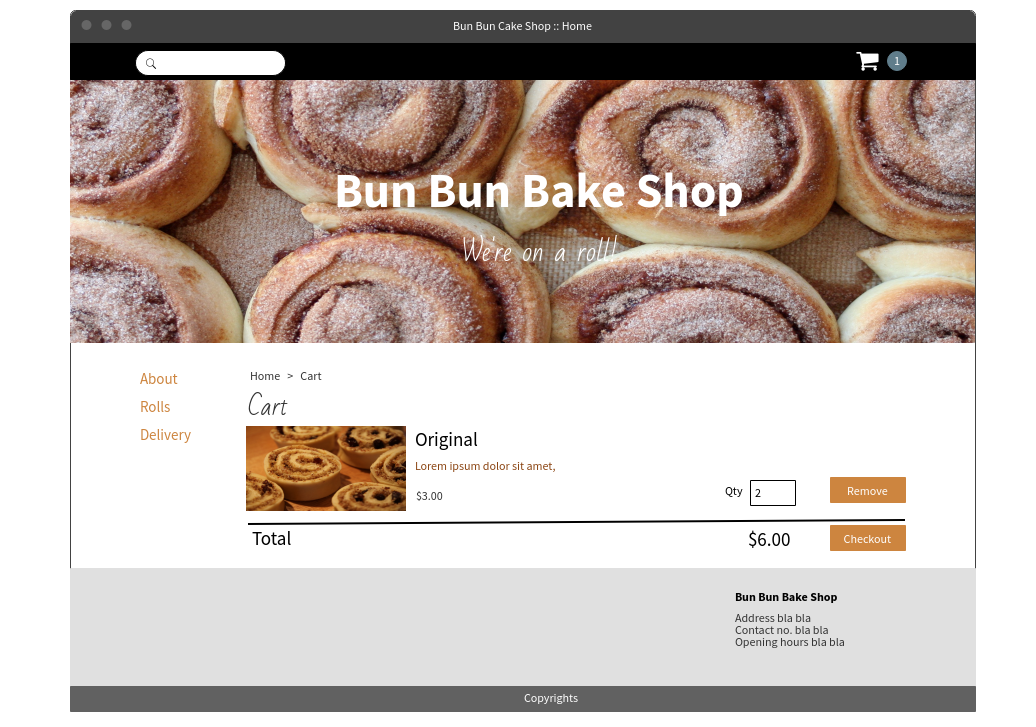 Bun Bun Cake Shop :: Home
1
Bun Bun Bake Shop
We're on a roll!
About
Rolls
Delivery
Home > Cart
Cart
Original
Lorem ipsum dolor sit amet,
$3.00
Qty 2
Remove
Total $6.00
Checkout
Bun Bun Bake Shop
Address bla bla
Contact no. bla bla
Opening hours bla bla
Copyrights